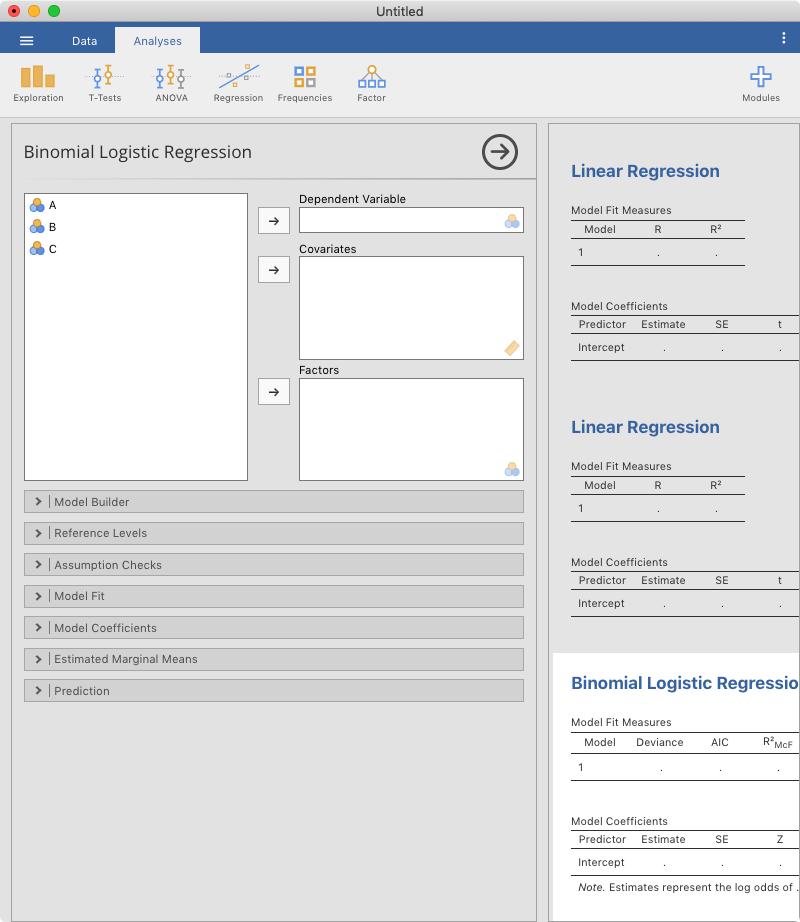 Untitled
Data
Analyses
Exploration
T-Tests
ANOVA
Regression
Frequencies
Factor
Modules
Binomial Logistic Regression
A
B
C
Dependent Variable
Covariates
Factors
Model Builder
Reference Levels
Assumption Checks
Model Fit
Model Coefficients
Estimated Marginal Means
Prediction
Linear Regression
Model Fit Measures
Model R R²
1 . .
Model Coefficients
Predictor Estimate SE t
Intercept . . .
Linear Regression
Model Fit Measures
Model R R²
1 . .
Model Coefficients
Predictor Estimate SE t
Intercept . . .
Binomial Logistic Regressio
Model Fit Measures
Model Deviance AIC R²McF
1 . . .
Model Coefficients
Predictor Estimate SE Z
Intercept . . .
Note. Estimates represent the log odds of .